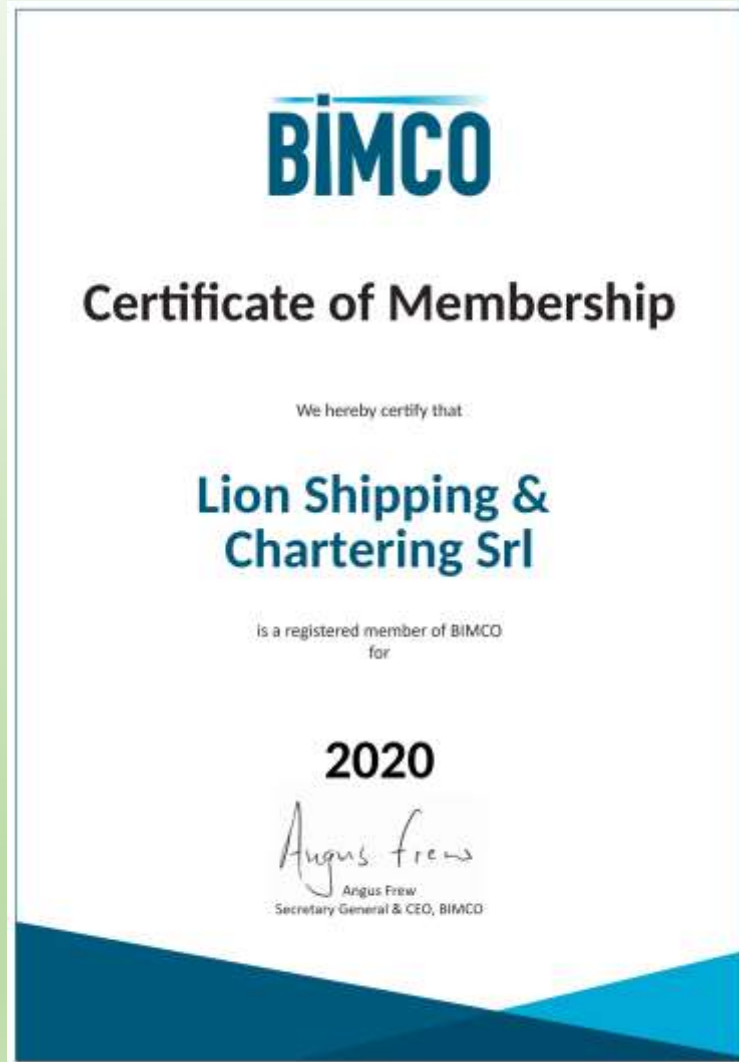 BIMCO
Certificate of Membership
We hereby certify that
Lion Shipping &
Chartering Srl
is a registered member of BIMCO
for
2020
Angus Frew
Angus Frew
Secretary General & CEO, BIMCO